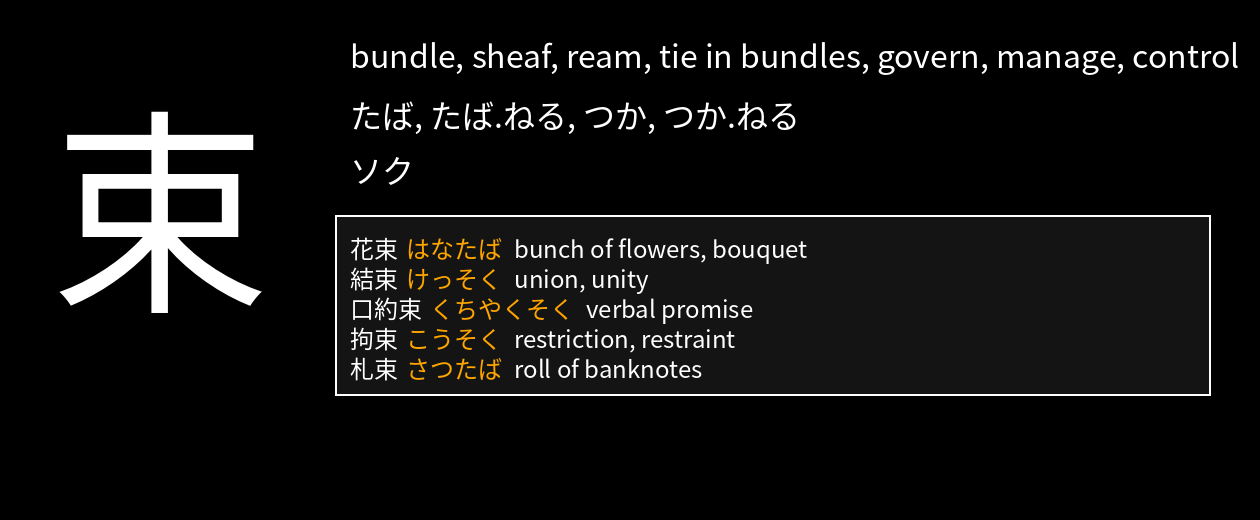 束
bundle, sheaf, ream, tie in bundles, govern, manage, control
たば, たば.ねる, つか, つか.ねる
ソク
花束 はなたば bunch of flowers, bouquet
結束 けっそく union, unity
口約束 くちやくそく verbal promise
拘束 こうそく restriction, restraint
札束 さつたば roll of banknotes